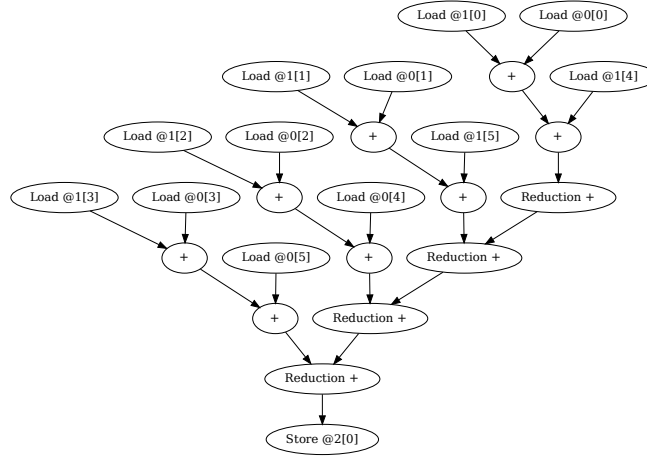 Load @1[0] Load @0[0]
Load @1[1] Load @0[1] + Load @1[4]
Load @1[2] Load @0[2] + Load @1[5] +
Load @1[3] Load @0[3] + Load @0[4] + Reduction +
+ Load @0[5] + Reduction +
+ Reduction +
Reduction +
Store @2[0]